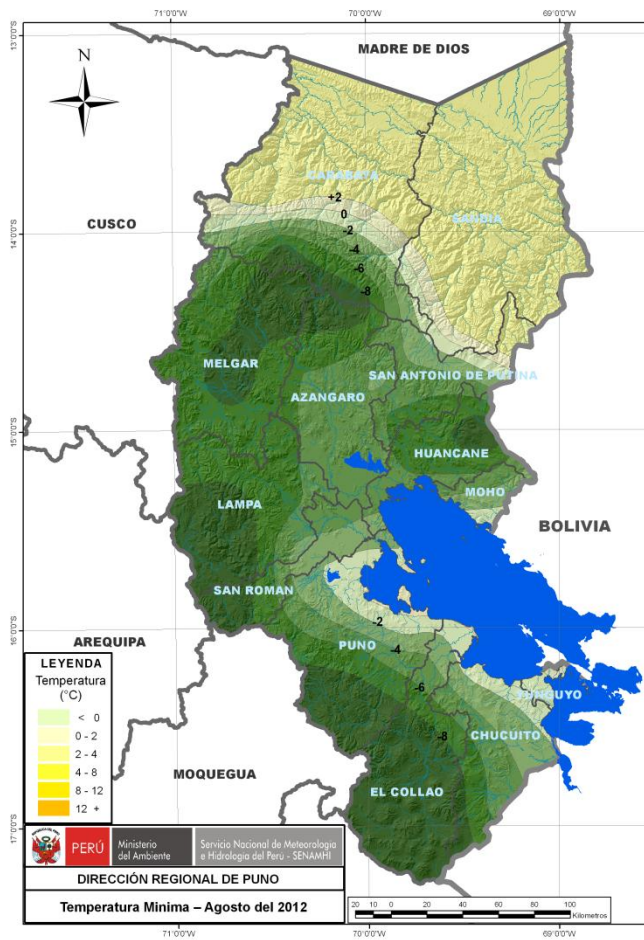 71°0'0"W
70°0'0"W
69°0'0"W
13°0'0"S
MADRE DE DIOS
N
CARABAYA
+2
SANDIA
0
CUSCO
-2
14°0'0"S
-4
-6
-8
MELGAR
SAN ANTONIO DE PUTINA
AZANGARO
15°0'0"S
HUANCANE
MOHO
LAMPA
BOLIVIA
SAN ROMAN
-2
16°0'0"S
AREQUIPA
PUNO
-4
LEYENDA
Temperatura
(°C)
< 0
0 - 2
2 - 4
4 - 8
8 - 12
12 +
-6
YUNGUYO
-8
CHUCUITO
MOQUEGUA
EL COLLAO
17°0'0"S
PERÚ
Ministerio
del Ambiente
Servicio Nacional de Meteorología
e Hidrología del Perú - SENAMHI
DIRECCIÓN REGIONAL DE PUNO
Temperatura Minima – Agosto del 2012
20 10 0 20 40 60 80 100
Kilometros
71°0'0"W
70°0'0"W
69°0'0"W